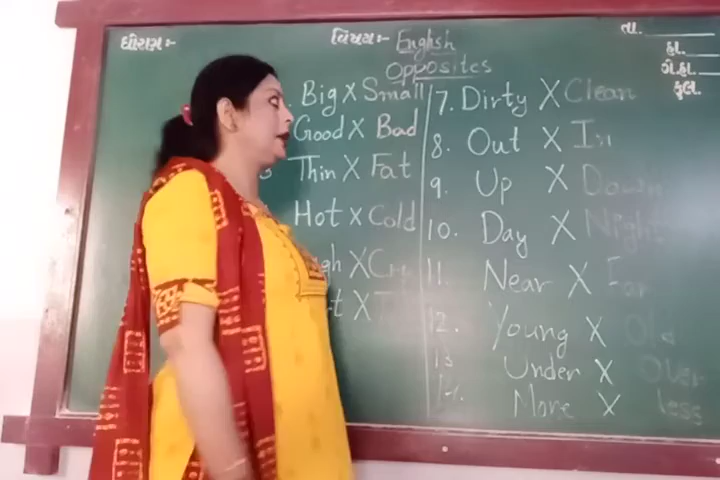 ધોરણ:-
વિષય:- English
તા.
Opposites
હા.
ગે.હા.
કુલ.
Big X Small
Good X Bad
Thin X Fat
Hot X Cold
7. Dirty X Clean
8. Out X In
9. Up X Down
10. Day X Night
11. Near X Far
12. Young X Old
13 Under X Over
14. More X less